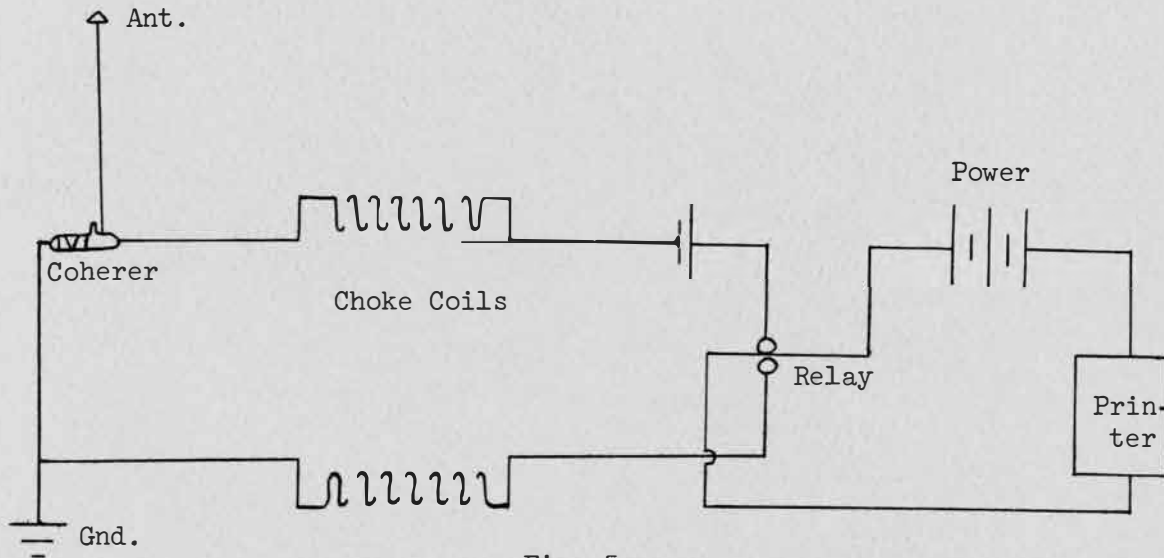 Ant.
Power
Coherer
Choke Coils
Relay
Prin-
ter
Gnd.